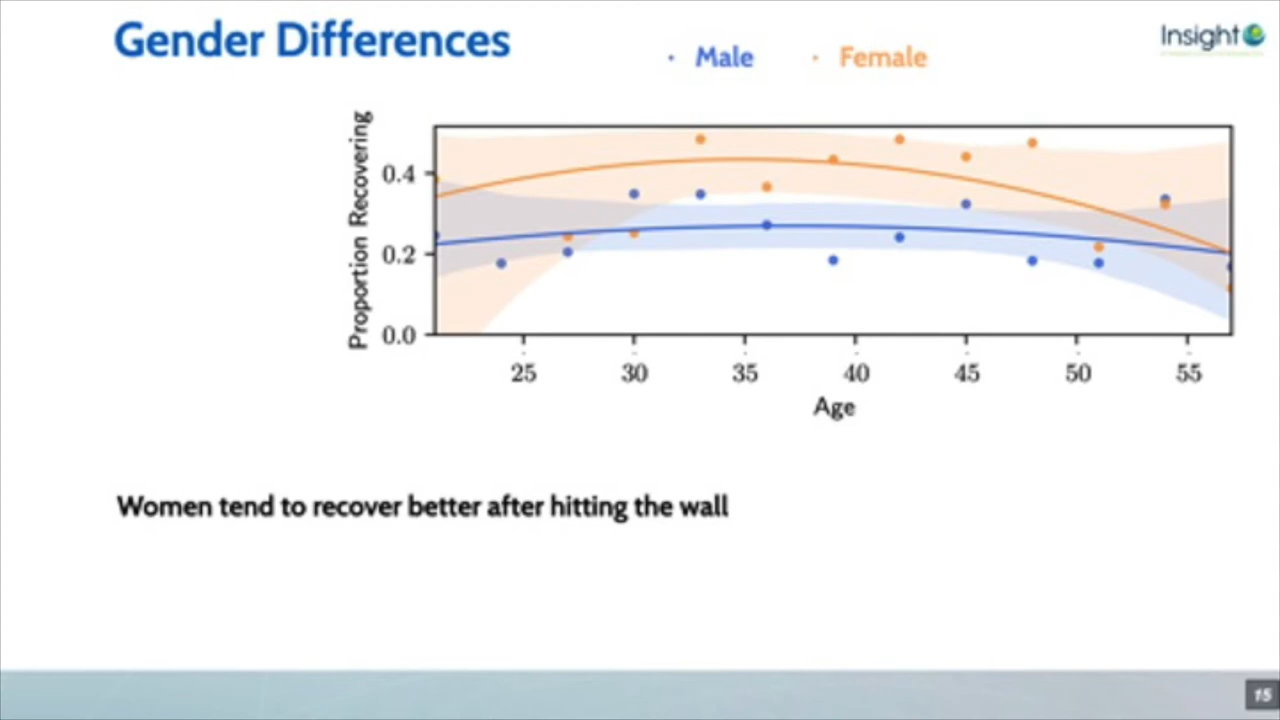 Gender Differences
Male
Female
Insight
Proportion Recovering
0.4
0.2
0.0
25 30 35 40 45 50 55
Age
Women tend to recover better after hitting the wall
15